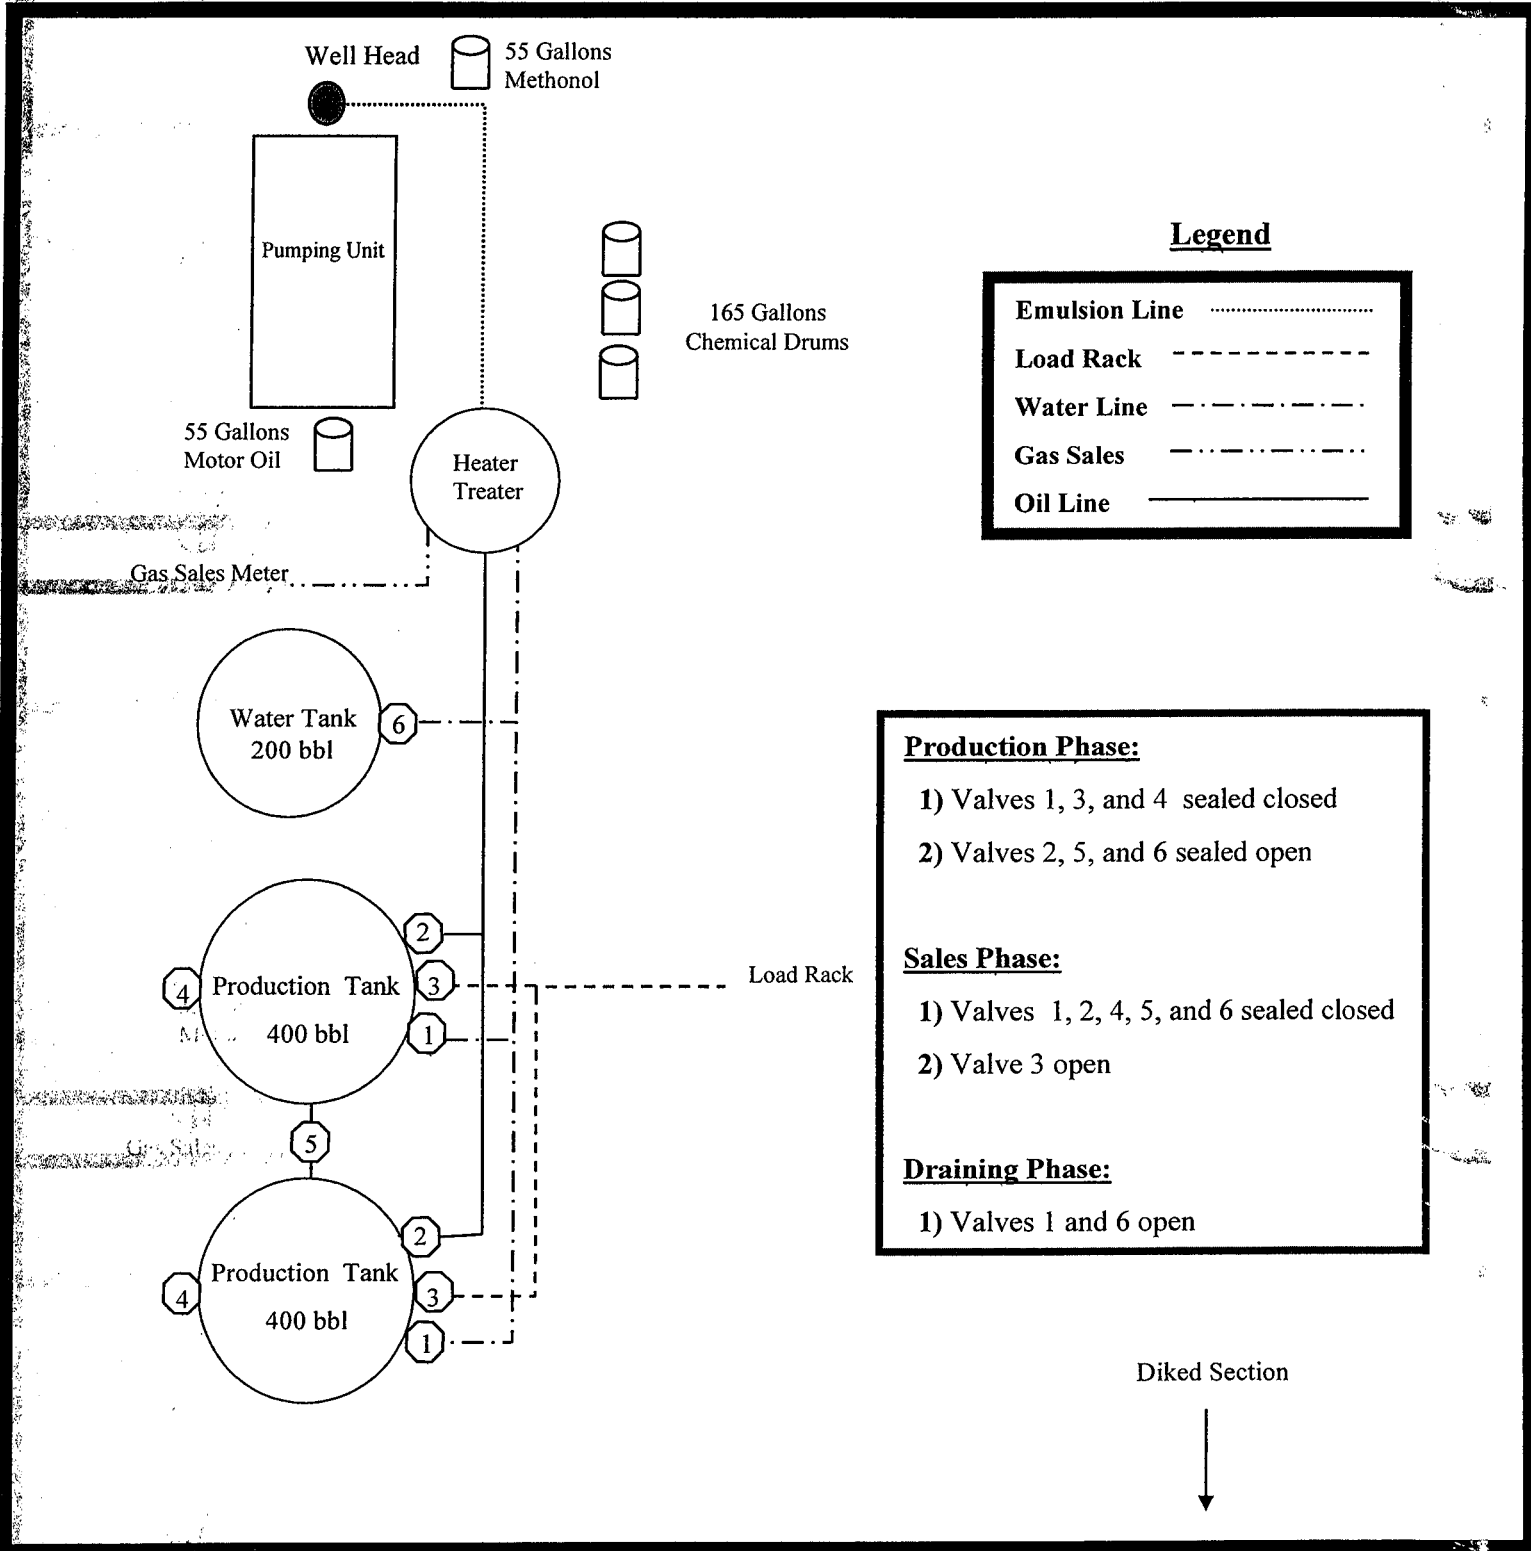 Well Head
55 Gallons
Methonol
Pumping Unit
165 Gallons
Chemical Drums
55 Gallons
Motor Oil
Heater
Treater
Gas Sales Meter
Legend
Emulsion Line
Load Rack
Water Line
Gas Sales
Oil Line
Water Tank
200 bbl
6
2
3
1
4
Production Tank
400 bbl
Load Rack
5
2
3
1
4
Production Tank
400 bbl
Production Phase:
1) Valves 1, 3, and 4 sealed closed
2) Valves 2, 5, and 6 sealed open
Sales Phase:
1) Valves 1, 2, 4, 5, and 6 sealed closed
2) Valve 3 open
Draining Phase:
1) Valves 1 and 6 open
Diked Section